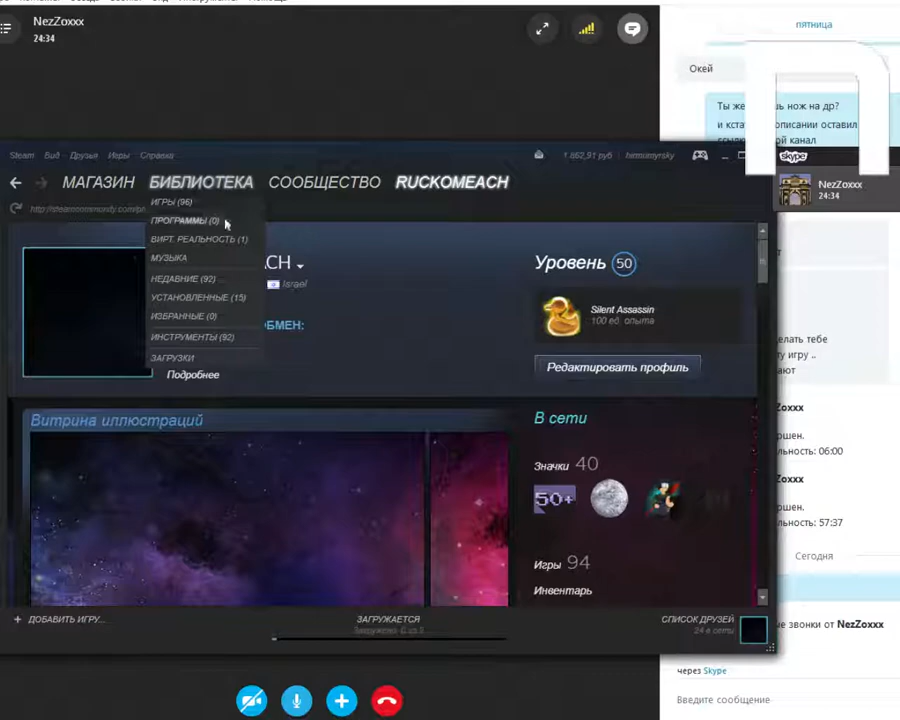 NezZoxxx
24:34
пятница
Окей
Ты же нож на др?
skype
NezZoxxx
24:34
Steam Вид Друзья Игры Справка
1 862,91 руб
МАГАЗИН БИБЛИОТЕКА СООБЩЕСТВО RUCKOMEACH
ИГРЫ (96)
ПРОГРАММЫ (0)
ВИРТ. РЕАЛЬНОСТЬ (1)
МУЗЫКА
НЕДАВНИЕ (92)
УСТАНОВЛЕННЫЕ (15)
ИЗБРАННЫЕ (0)
ИНСТРУМЕНТЫ (92)
ЗАГРУЗКИ
CH
Israel
ОБМЕН:
Подробнее
Уровень 50
Silent Assassin
100 ед. опыта
Редактировать профиль
Витрина иллюстраций
В сети
Значки 40
50+
Игры 94
Инвентарь
ДОБАВИТЬ ИГРУ...
ЗАГРУЖАЕТСЯ
СПИСОК ДРУЗЕЙ
24 в сети
елать тебе
у игру ..
ают
Zoxxx
ршен.
льность: 06:00
Zoxxx
ршен.
льность: 57:37
Сегодня
е звонки от NezZoxxx
через Skype
Введите сообщение